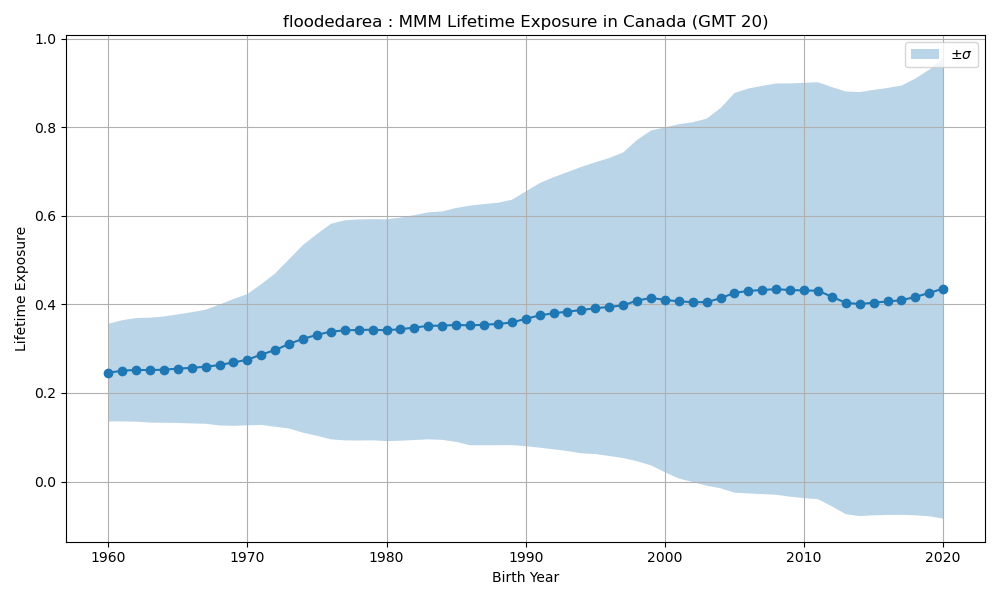 floodedarea : MMM Lifetime Exposure in Canada (GMT 20)
±σ
Lifetime Exposure
1.0
0.8
0.6
0.4
0.2
0.0
1960 1970 1980 1990 2000 2010 2020
Birth Year